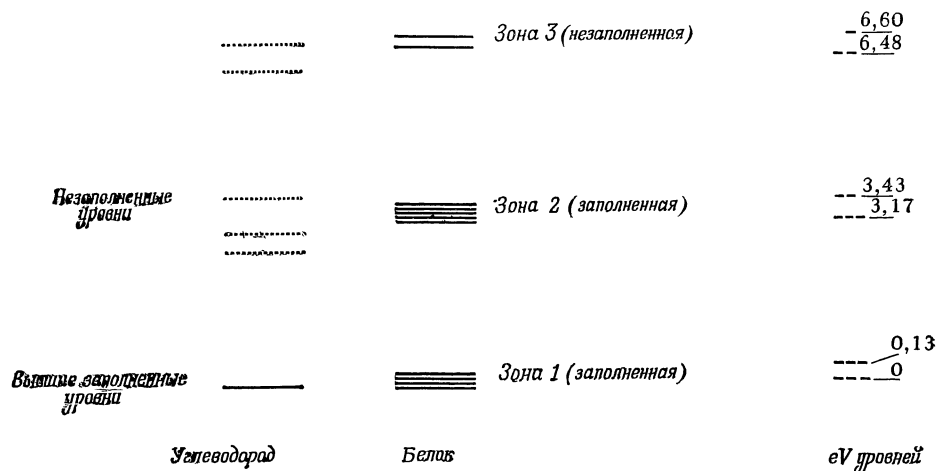 Зона 3 (незаполненная)
6,60
6,48
Незаполненные
уровни
Зона 2 (заполненная)
3,43
3,17
0,13
Высшие заполненные
уровни
Зона 1 (заполненная)
0
Углеводород
Белок
eV уровней